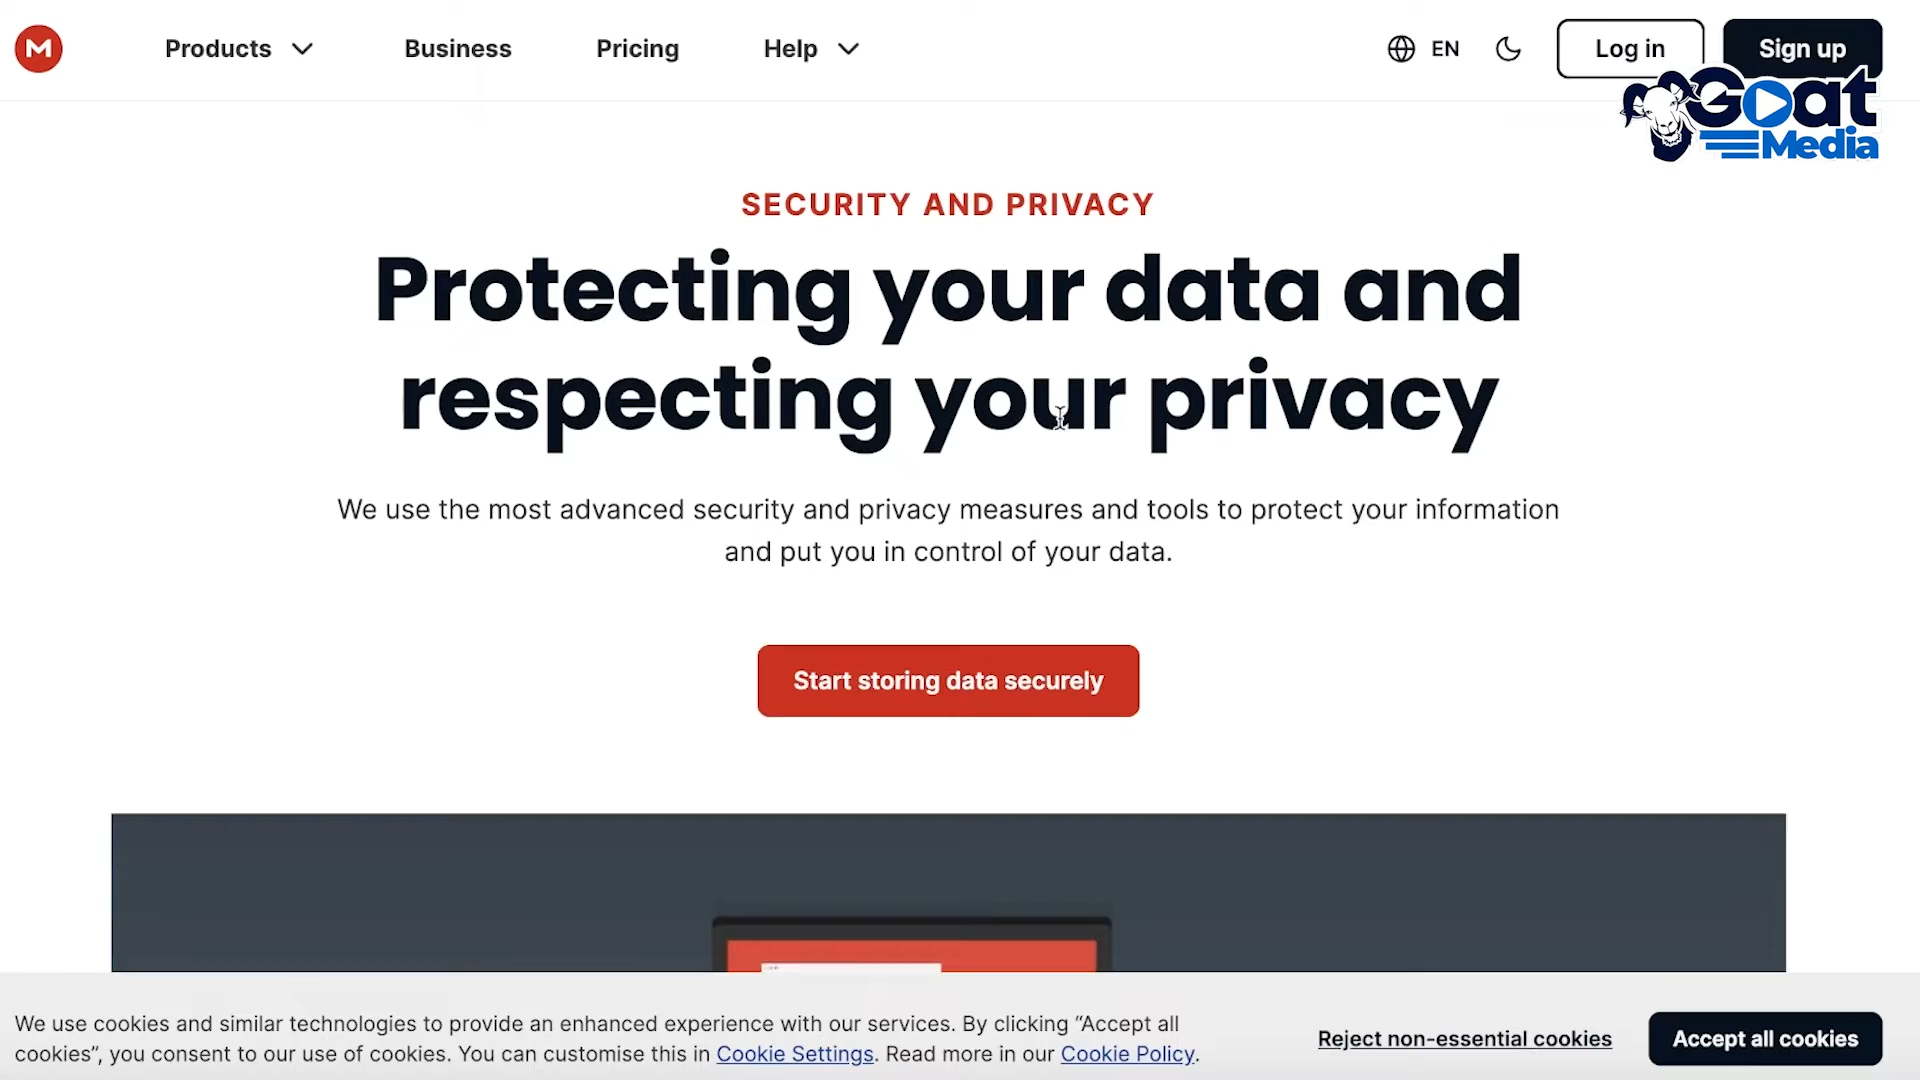 M
Products
Business
Pricing
Help
EN
Log in
Sign up
Goat
Media
SECURITY AND PRIVACY
Protecting your data and
respecting your privacy
We use the most advanced security and privacy measures and tools to protect your information
and put you in control of your data.
Start storing data securely
We use cookies and similar technologies to provide an enhanced experience with our services. By clicking “Accept all
cookies”, you consent to our use of cookies. You can customise this in Cookie Settings. Read more in our Cookie Policy.
Reject non-essential cookies
Accept all cookies